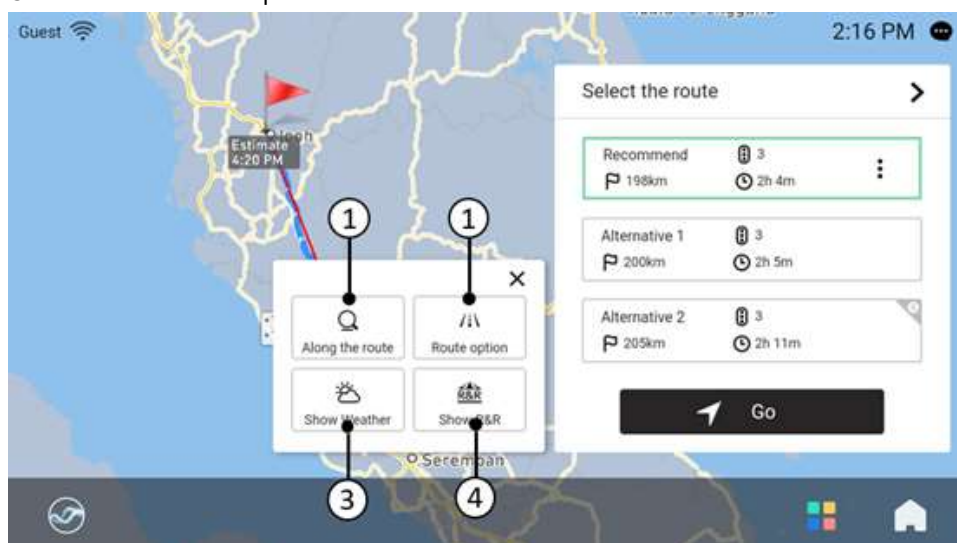 Guest
2:16 PM
Select the route
Ipoh
Estimate
4:20 PM
Recommend
3
198km
2h 4m
1
1
Alternative 1
3
200km
2h 5m
Along the route
Route option
Alternative 2
3
205km
2h 11m
R&R
Show Weather
Show R&R
Go
Seremban
3
4